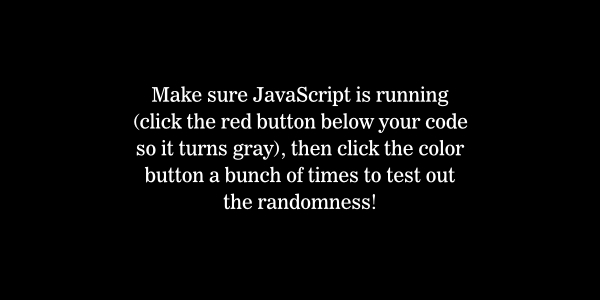 Make sure JavaScript is running
(click the red button below your code
so it turns gray), then click the color
button a bunch of times to test out
the randomness!